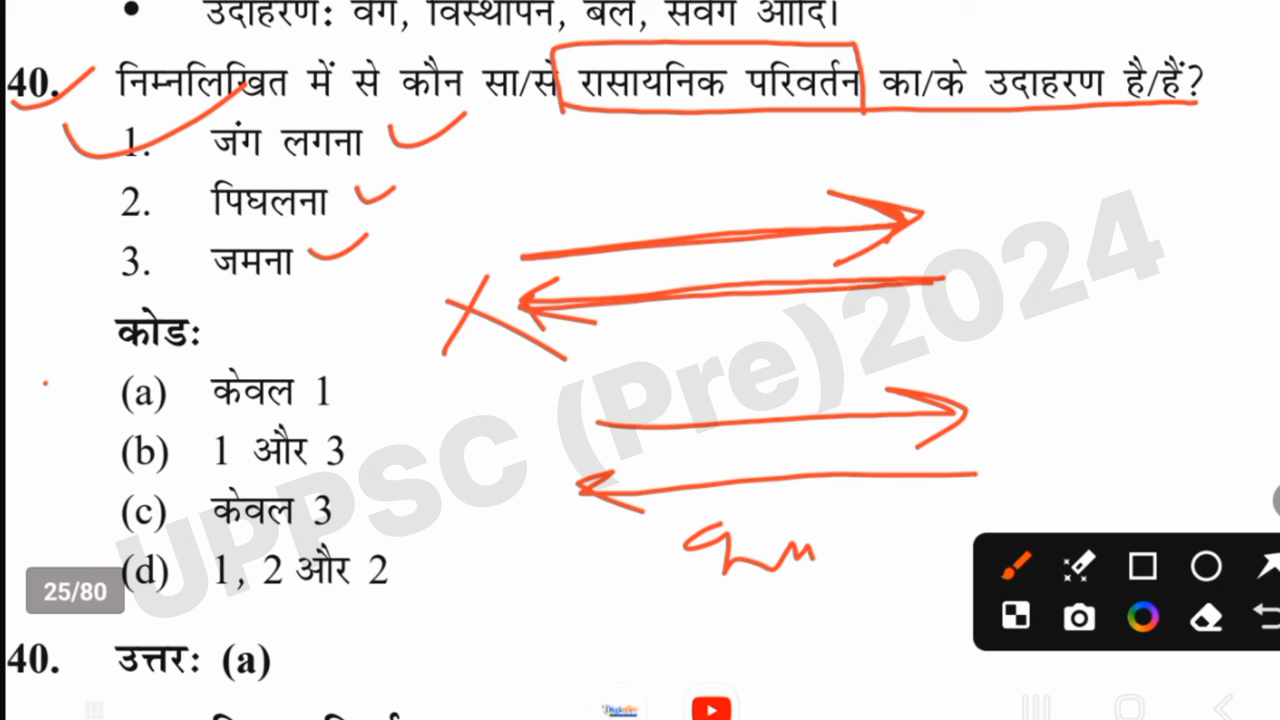 उदाहरण: वेग, विस्थापन, बल, संवेग आदि।
40. निम्नलिखित में से कौन सा/से रासायनिक परिवर्तन का/के उदाहरण है/हैं?
1. जंग लगना
2. पिघलना
3. जमना
कोड:
(a) केवल 1
(b) 1 और 3
(c) केवल 3
(d) 1, 2 और 2
UPPSC (Pre) 2024
25/80
40. उत्तर: (a)